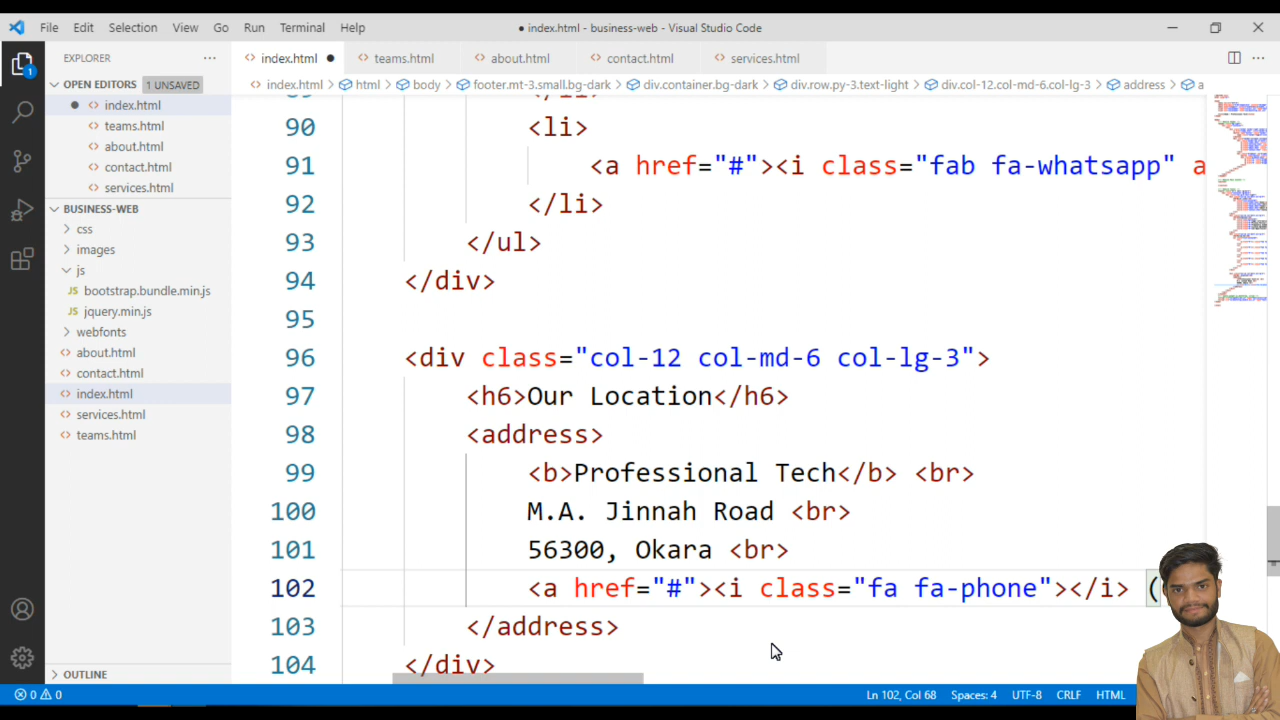 File Edit Selection View Go Run Terminal Help
● index.html - business-web - Visual Studio Code
EXPLORER ···
index.html ●
teams.html
about.html
contact.html
services.html
OPEN EDITORS 1 UNSAVED
index.html
teams.html
about.html
contact.html
services.html
BUSINESS-WEB
css
images
js
JS bootstrap.bundle.min.js
JS jquery.min.js
webfonts
about.html
contact.html
index.html
services.html
teams.html
OUTLINE
1
index.html > html > body > footer.mt-3.small.bg-dark > div.container.bg-dark > div.row.py-3.text-light > div.col-12.col-md-6.col-lg-3 > address > a
89 </li>
90 <li>
91 <a href="#"><i class="fab fa-whatsapp" a
92 </li>
93 </ul>
94 </div>
95
96 <div class="col-12 col-md-6 col-lg-3">
97 <h6>Our Location</h6>
98 <address>
99 <b>Professional Tech</b> <br>
100 M.A. Jinnah Road <br>
101 56300, Okara <br>
102 <a href="#"><i class="fa fa-phone"></i> (
103 </address>
104 </div>
0 0
Ln 102, Col 68 Spaces: 4 UTF-8 CRLF HTML